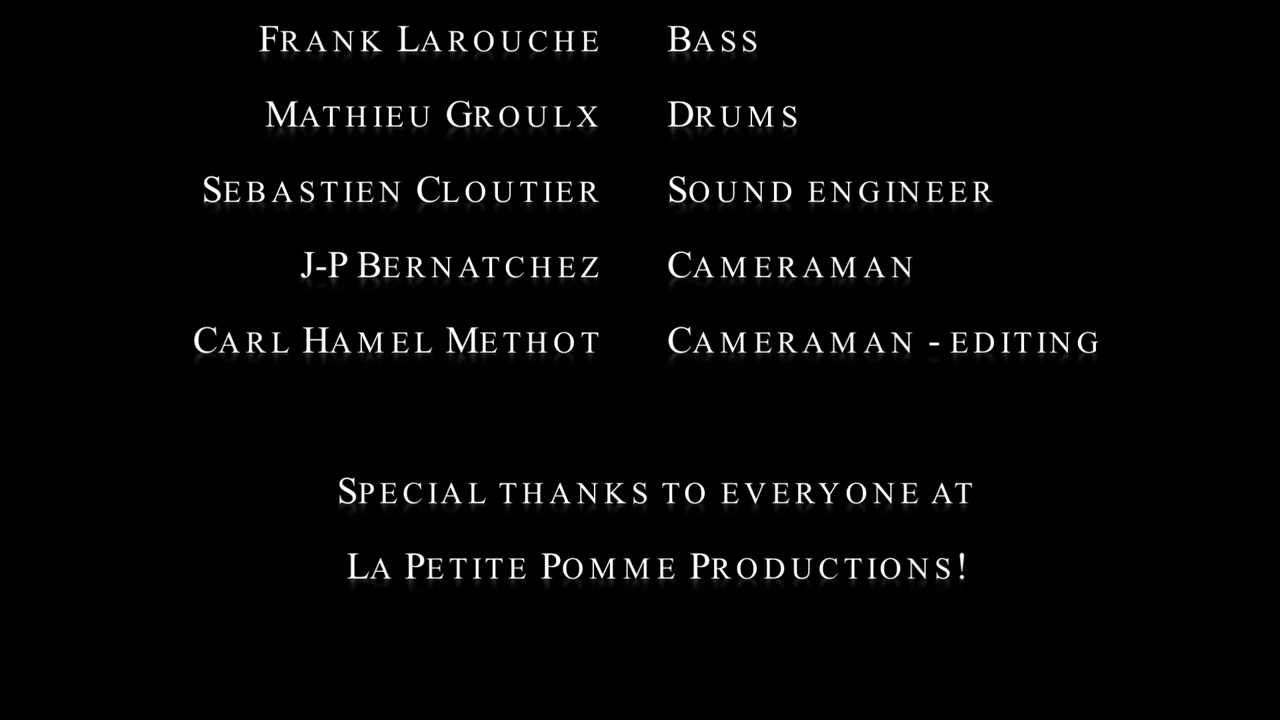 Frank Larouche Bass
Mathieu Groulx Drums
Sebastien Cloutier Sound engineer
J-P Bernatchez Cameraman
Carl Hamel Methot Cameraman - editing
Special thanks to everyone at
La Petite Pomme Productions!